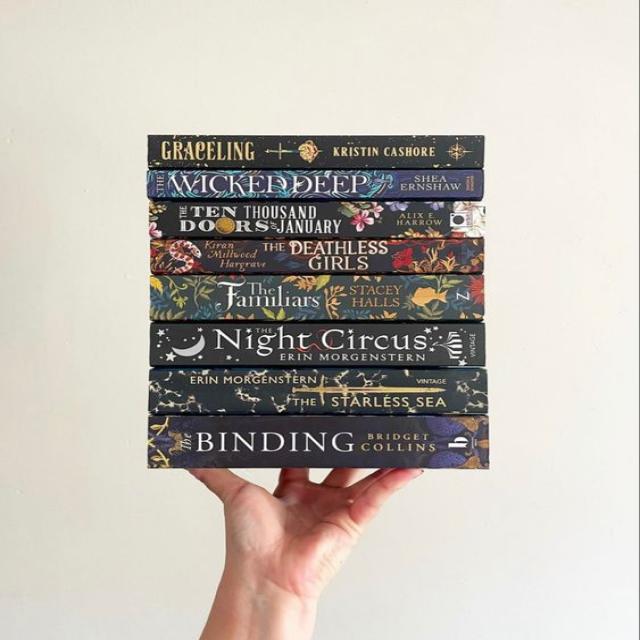 GRACELING KRISTIN CASHORE
THE WICKED DEEP SHEA ERNSHAW
THE TEN THOUSAND DOORS OF JANUARY ALIX E. HARROW
Kiran Millwood Hargrave THE DEATHLESS GIRLS
The Familiars STACEY HALLS Z
THE Night Circus ERIN MORGENSTERN VINTAGE
ERIN MORGENSTERN THE STARLESS SEA VINTAGE
The BINDING BRIDGET COLLINS b